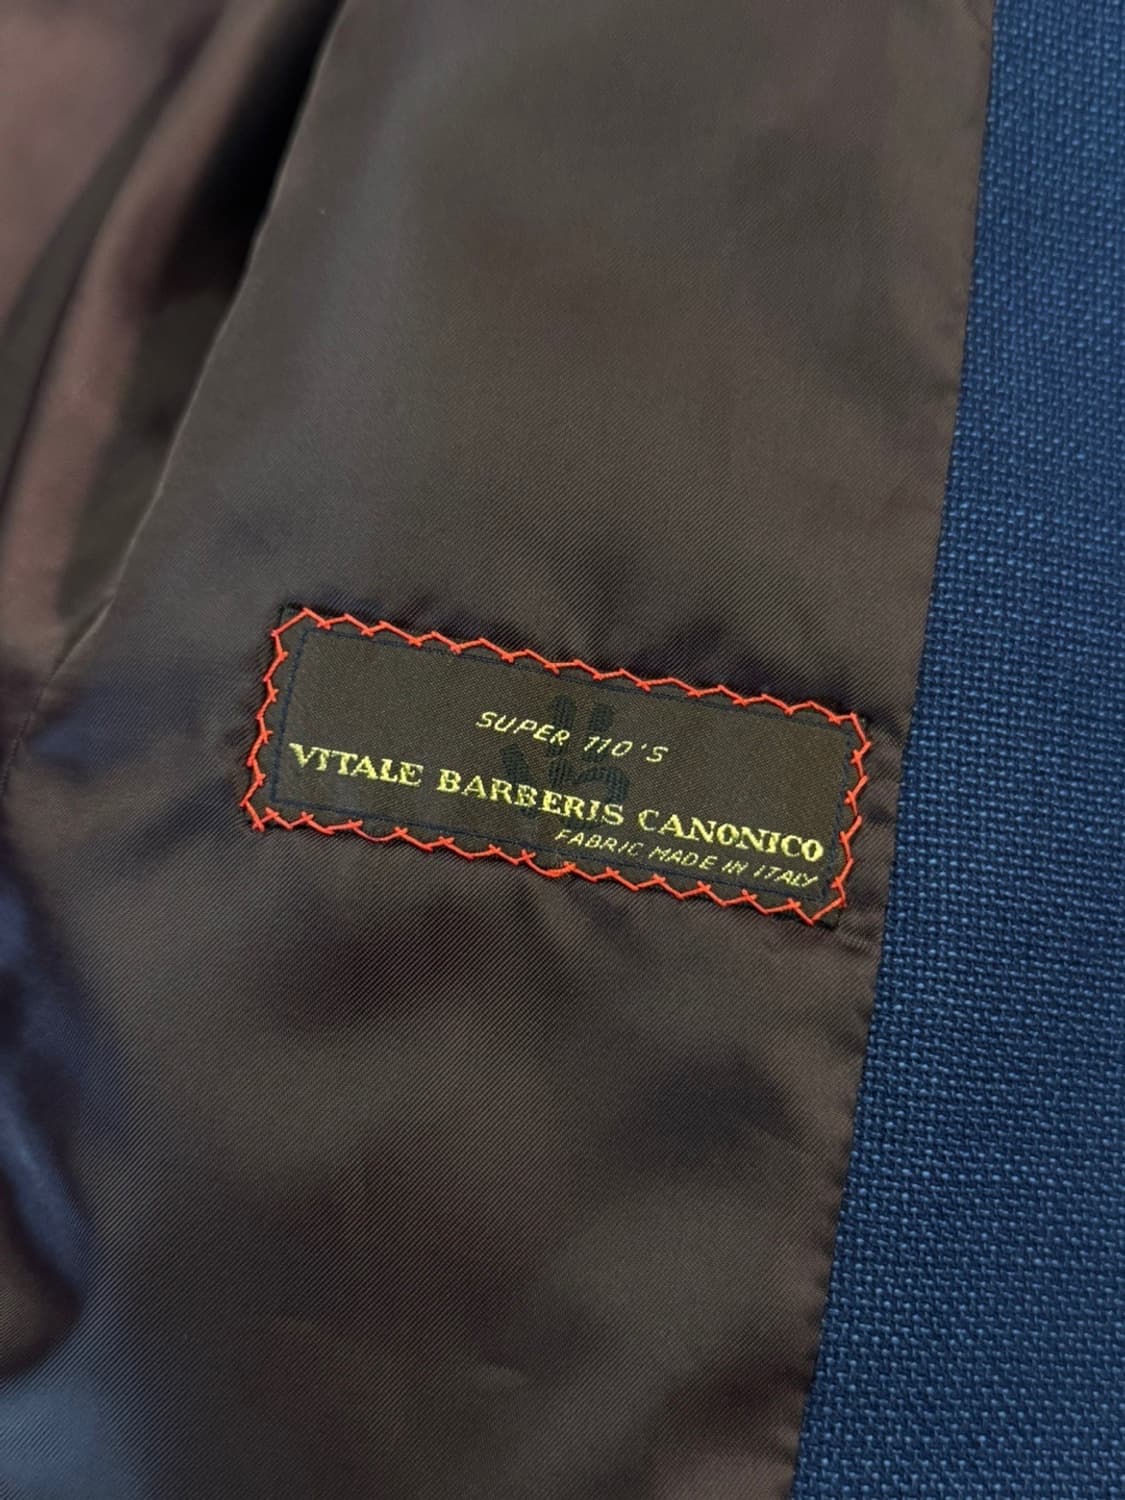 SUPER 110'S
VITALE BARBERIS CANONICO
FABRIC MADE IN ITALY